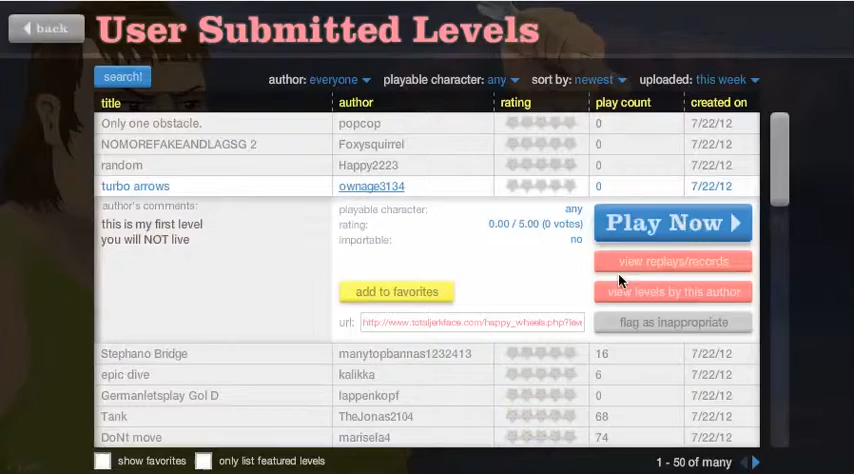 back
User Submitted Levels
search!
author: everyone playable character: any sort by: newest uploaded: this week
title author rating play count created on
Only one obstacle. popcop 0 7/22/12
NOMOREFAKEANDLAGSG 2 Foxysquirrel 0 7/22/12
random Happy2223 0 7/22/12
turbo arrows ownage3134 0 7/22/12
author's comments:
this is my first level
you will NOT live
playable character: any
rating: 0.00 / 5.00 (0 votes)
importable: no
Play Now
view replays/records
add to favorites
view levels by this author
url: http://www.totaljerkface.com/happy_wheels.php?lev
flag as inappropriate
Stephano Bridge manytopbannas1232413 16 7/22/12
epic dive kalikka 6 7/22/12
Germanletsplay Gol D lappenkopf 0 7/22/12
Tank TheJonas2104 68 7/22/12
DoNt move marisela4 74 7/22/12
show favorites only list featured levels 1 - 50 of many